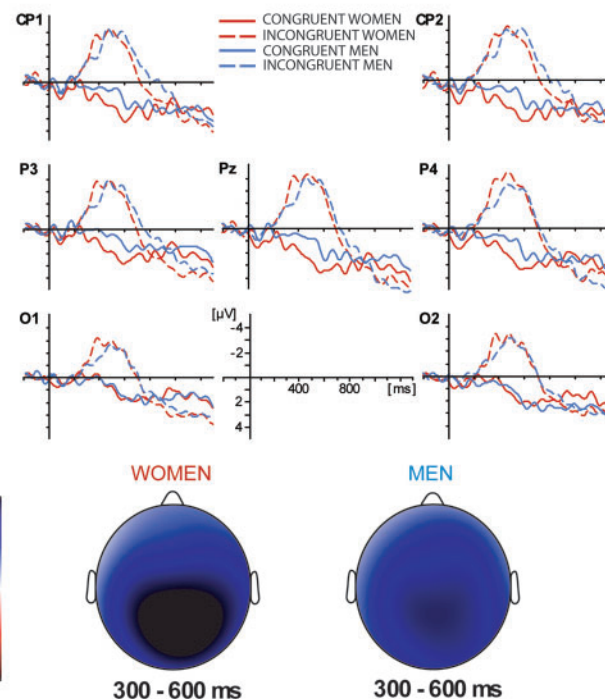 CP1
CONGRUENT WOMEN
INCONGRUENT WOMEN
CONGRUENT MEN
INCONGRUENT MEN
CP2
P3
Pz
P4
O1
[µV]
-4
-2
2
4
400
800
[ms]
O2
WOMEN
MEN
300 - 600 ms
300 - 600 ms